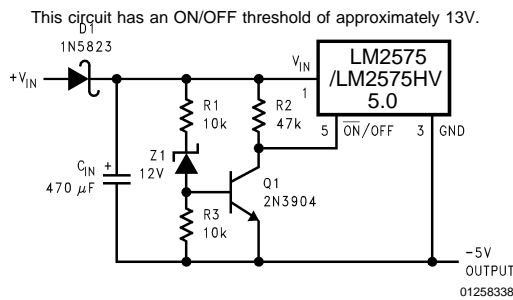 This circuit has an ON/OFF threshold of approximately 13V.
D1
1N5823
+VIN
VIN
1
LM2575
/LM2575HV
5.0
R1
10k
R2
47k
5
ON/OFF
3
GND
Z1
12V
CIN
+
470 μF
Q1
2N3904
R3
10k
−5V
OUTPUT
01258338